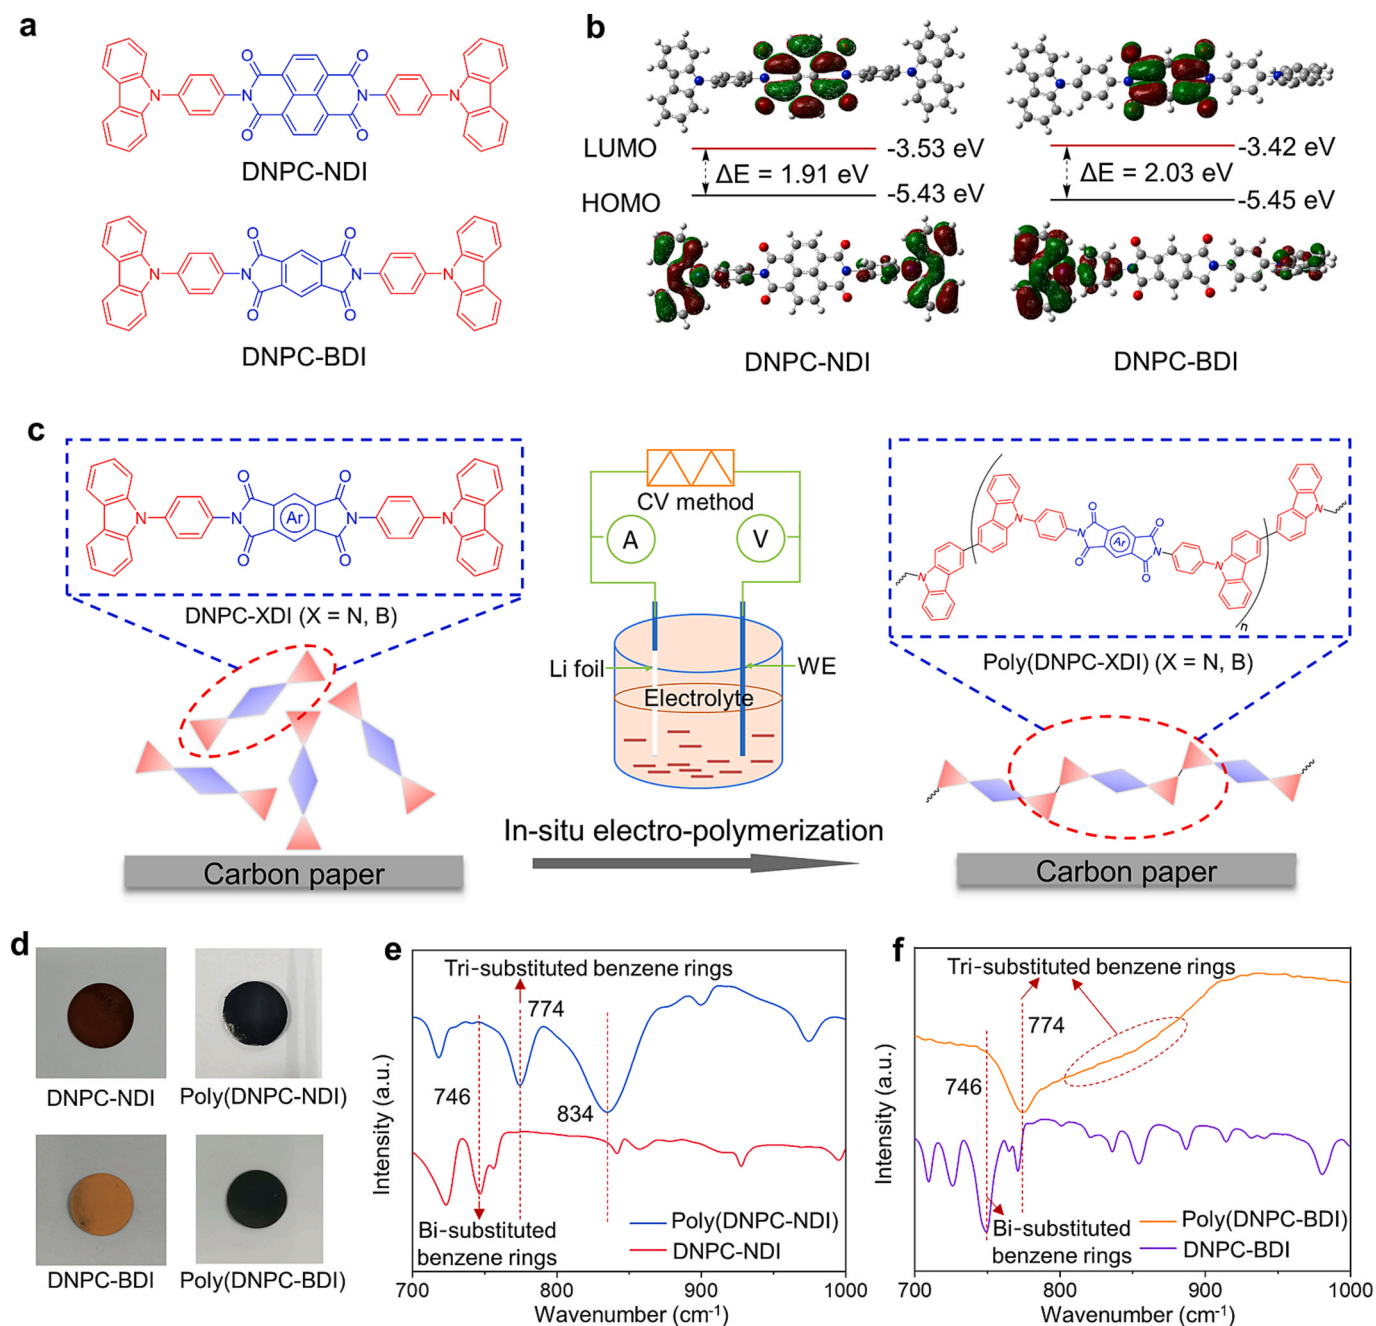 a
O
O
N
N
N
N
O
O
DNPC-NDI
O
O
N
N
N
N
O
O
DNPC-BDI
b
LUMO
-3.53 eV
-3.42 eV
ΔE = 1.91 eV
ΔE = 2.03 eV
HOMO
-5.43 eV
-5.45 eV
DNPC-NDI
DNPC-BDI
c
O
O
N
N
Ar
N
N
O
O
DNPC-XDI (X = N, B)
Carbon paper
CV method
A
V
Li foil
WE
Electrolyte
In-situ electro-polymerization
N
N
O
O
N
Ar
N
O
O
N
N
n
Poly(DNPC-XDI) (X = N, B)
Carbon paper
d
DNPC-NDI
Poly(DNPC-NDI)
DNPC-BDI
Poly(DNPC-BDI)
e
Tri-substituted benzene rings
774
746
834
Bi-substituted
benzene rings
Poly(DNPC-NDI)
DNPC-NDI
Intensity (a.u.)
700
800
900
1000
Wavenumber (cm⁻¹)
f
Tri-substituted benzene rings
774
746
Bi-substituted
benzene rings
Poly(DNPC-BDI)
DNPC-BDI
Intensity (a.u.)
700
800
900
1000
Wavenumber (cm⁻¹)